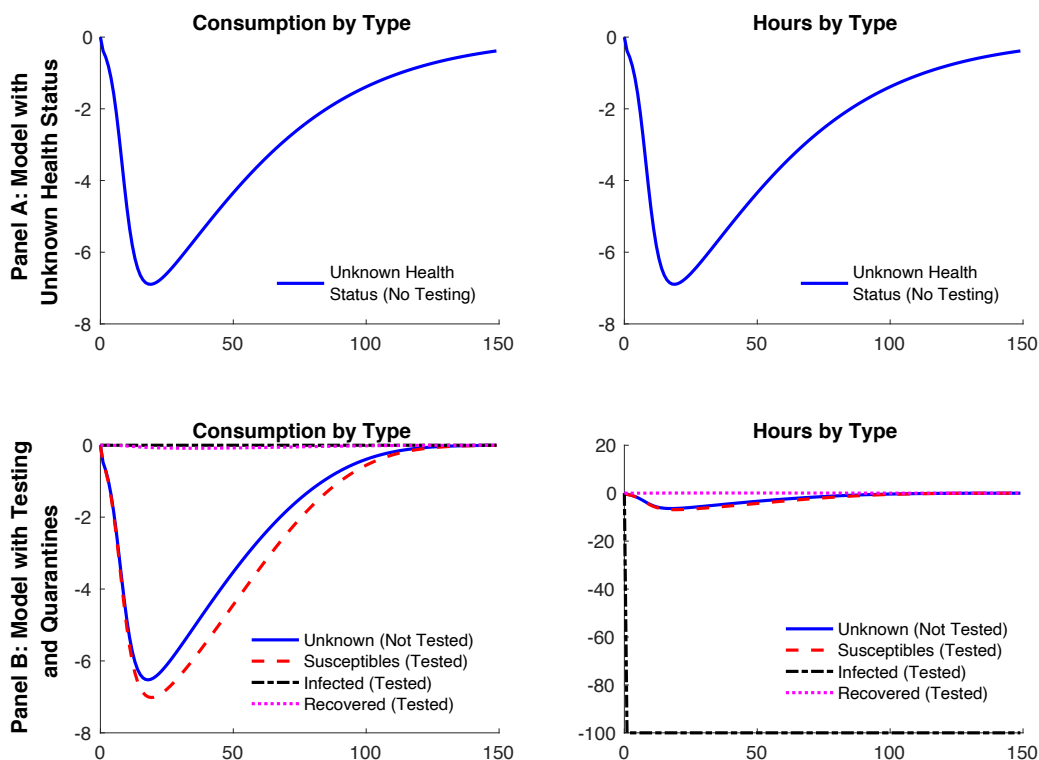 Panel A: Model with
Unknown Health Status
Consumption by Type
0
-2
-4
-6
-8
0
50
100
150
Unknown Health
Status (No Testing)
Hours by Type
0
-2
-4
-6
-8
0
50
100
150
Unknown Health
Status (No Testing)
Panel B: Model with Testing
and Quarantines
Consumption by Type
0
-2
-4
-6
-8
0
50
100
150
Unknown (Not Tested)
Susceptibles (Tested)
Infected (Tested)
Recovered (Tested)
Hours by Type
20
0
-20
-40
-60
-80
-100
0
50
100
150
Unknown (Not Tested)
Susceptibles (Tested)
Infected (Tested)
Recovered (Tested)